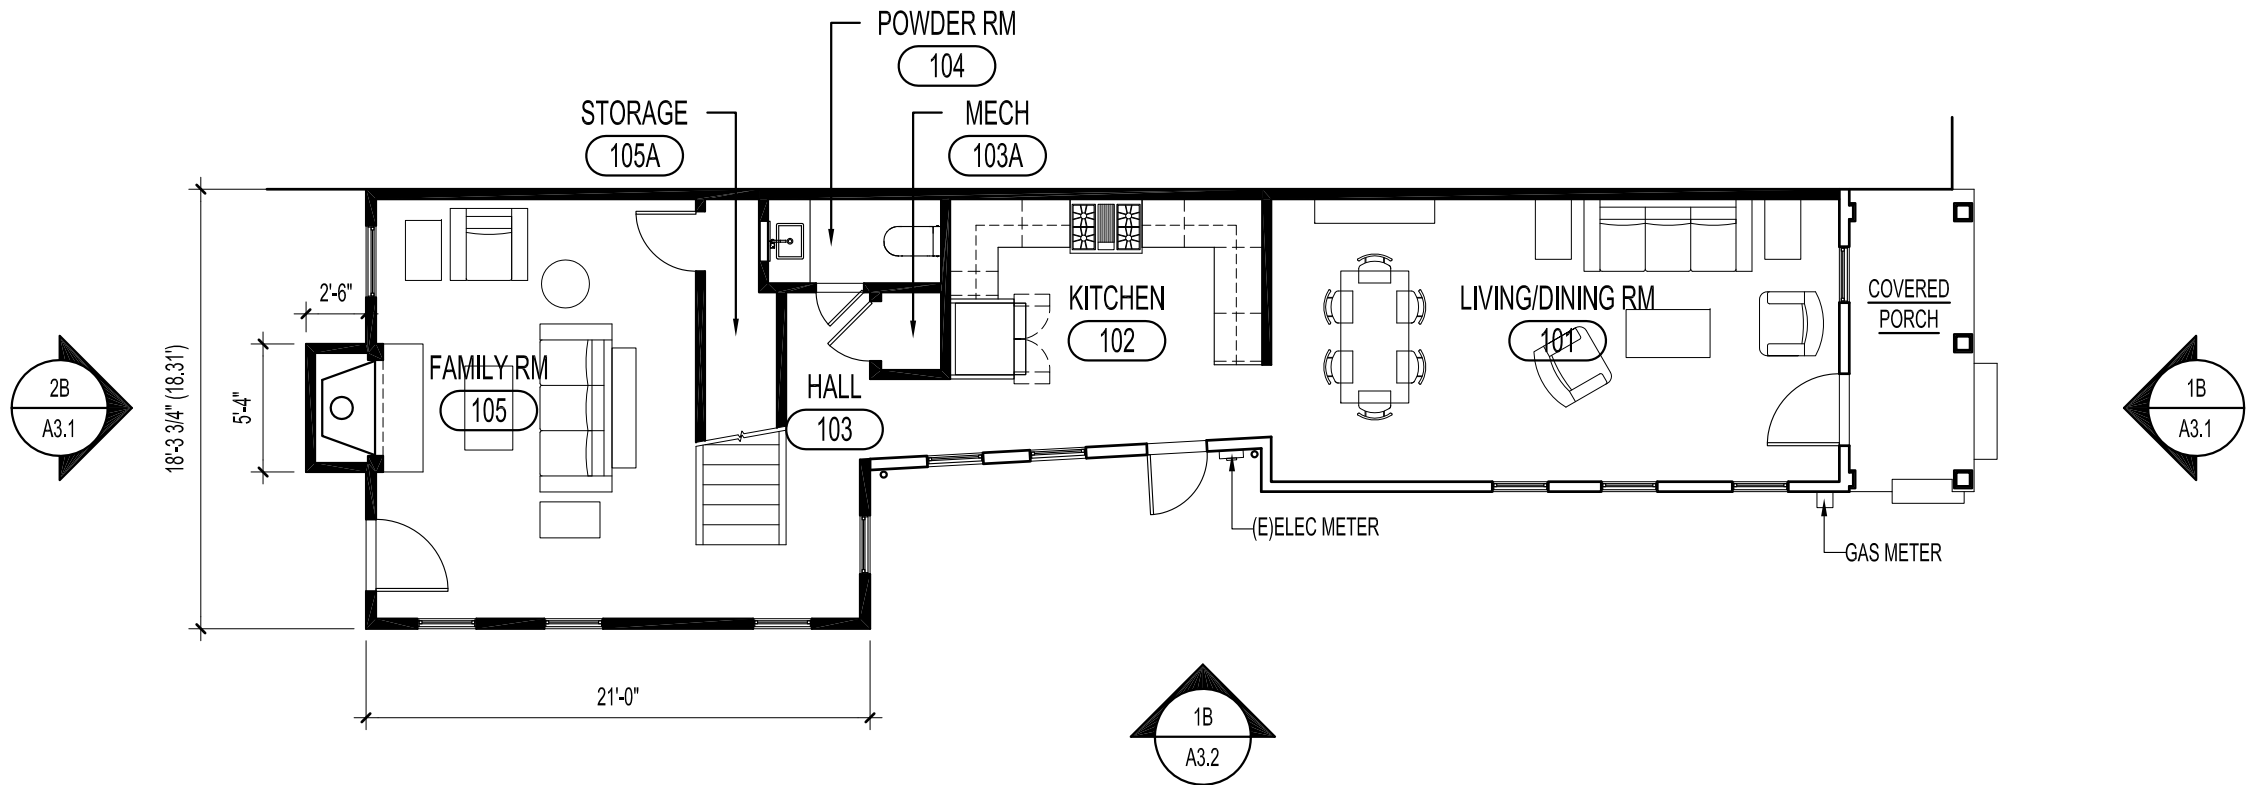 POWDER RM
104
STORAGE
105A
MECH
103A
2'-6"
5'-4"
18'-3 3/4" (18.31')
FAMILY RM
105
HALL
103
KITCHEN
102
LIVING/DINING RM
101
COVERED
PORCH
2B
A3.1
1B
A3.1
(E)ELEC METER
GAS METER
21'-0"
1B
A3.2